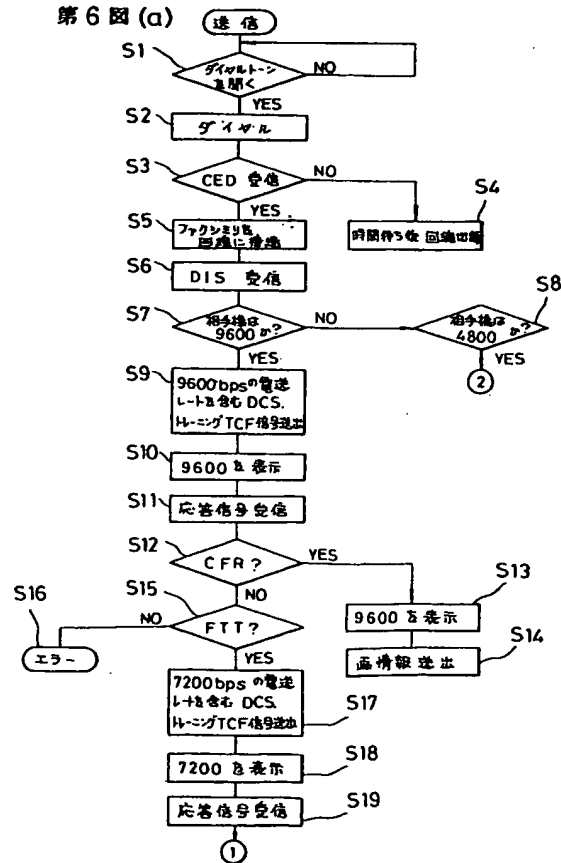 第6図(a)
送信
S1
ダイヤルトーン
を聞く
NO
YES
S2
ダイヤル
S3
CED 受信
NO
YES
S4
時間待ち後 回線切断
S5
ファクシミリを
回線に接続
S6
DIS 受信
S7
相手機は
9600か?
NO
YES
S8
相手機は
4800か?
YES
2
S9
9600bpsの電送
レートを含むDCS,
トレーニングTCF信号送出
S10
9600を表示
S11
応答信号受信
S12
CFR?
YES
NO
S13
9600を表示
S14
画情報送出
S15
FTT?
NO
YES
S16
エラー
S17
7200bpsの電送
レートを含むDCS,
トレーニングTCF信号送出
S18
7200を表示
S19
応答信号受信
1